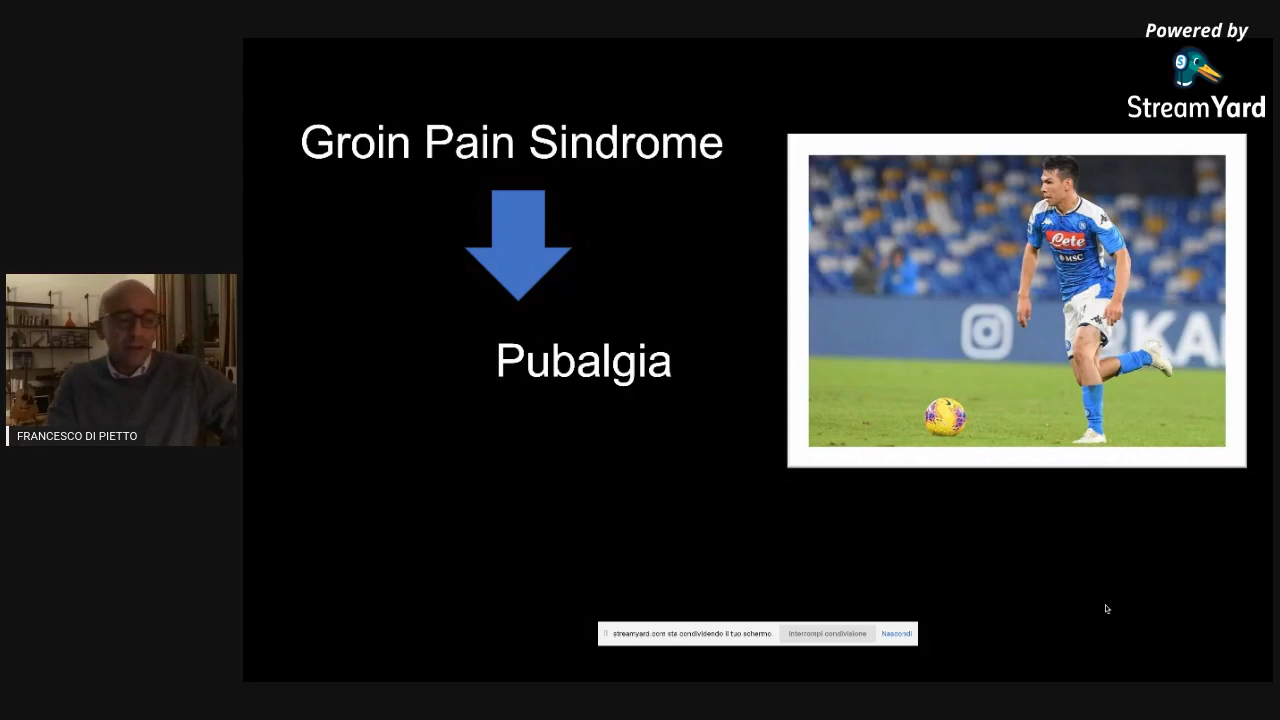 Powered by
StreamYard
Groin Pain Sindrome
Pubalgia
Lete
MSC
RKA
FRANCESCO DI PIETTO
streamyard.com sta condividendo il tuo schermo.
Interrompi condivisione
Nascondi